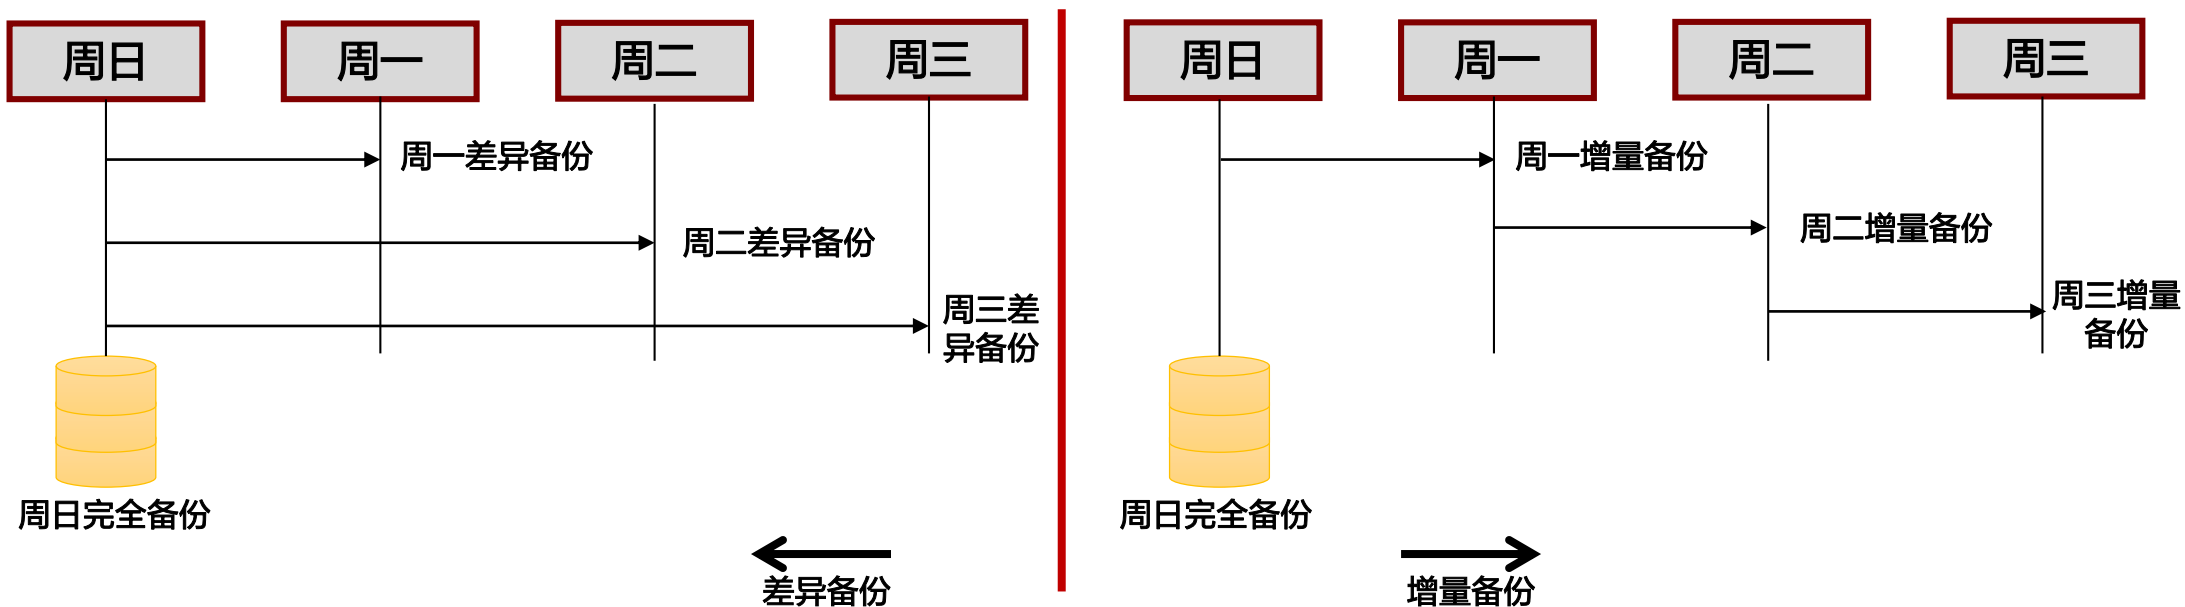 周日
周一
周二
周三
周一差异备份
周二差异备份
周三差
异备份
周日完全备份
差异备份
周日
周一
周二
周三
周一增量备份
周二增量备份
周三增量
备份
周日完全备份
增量备份